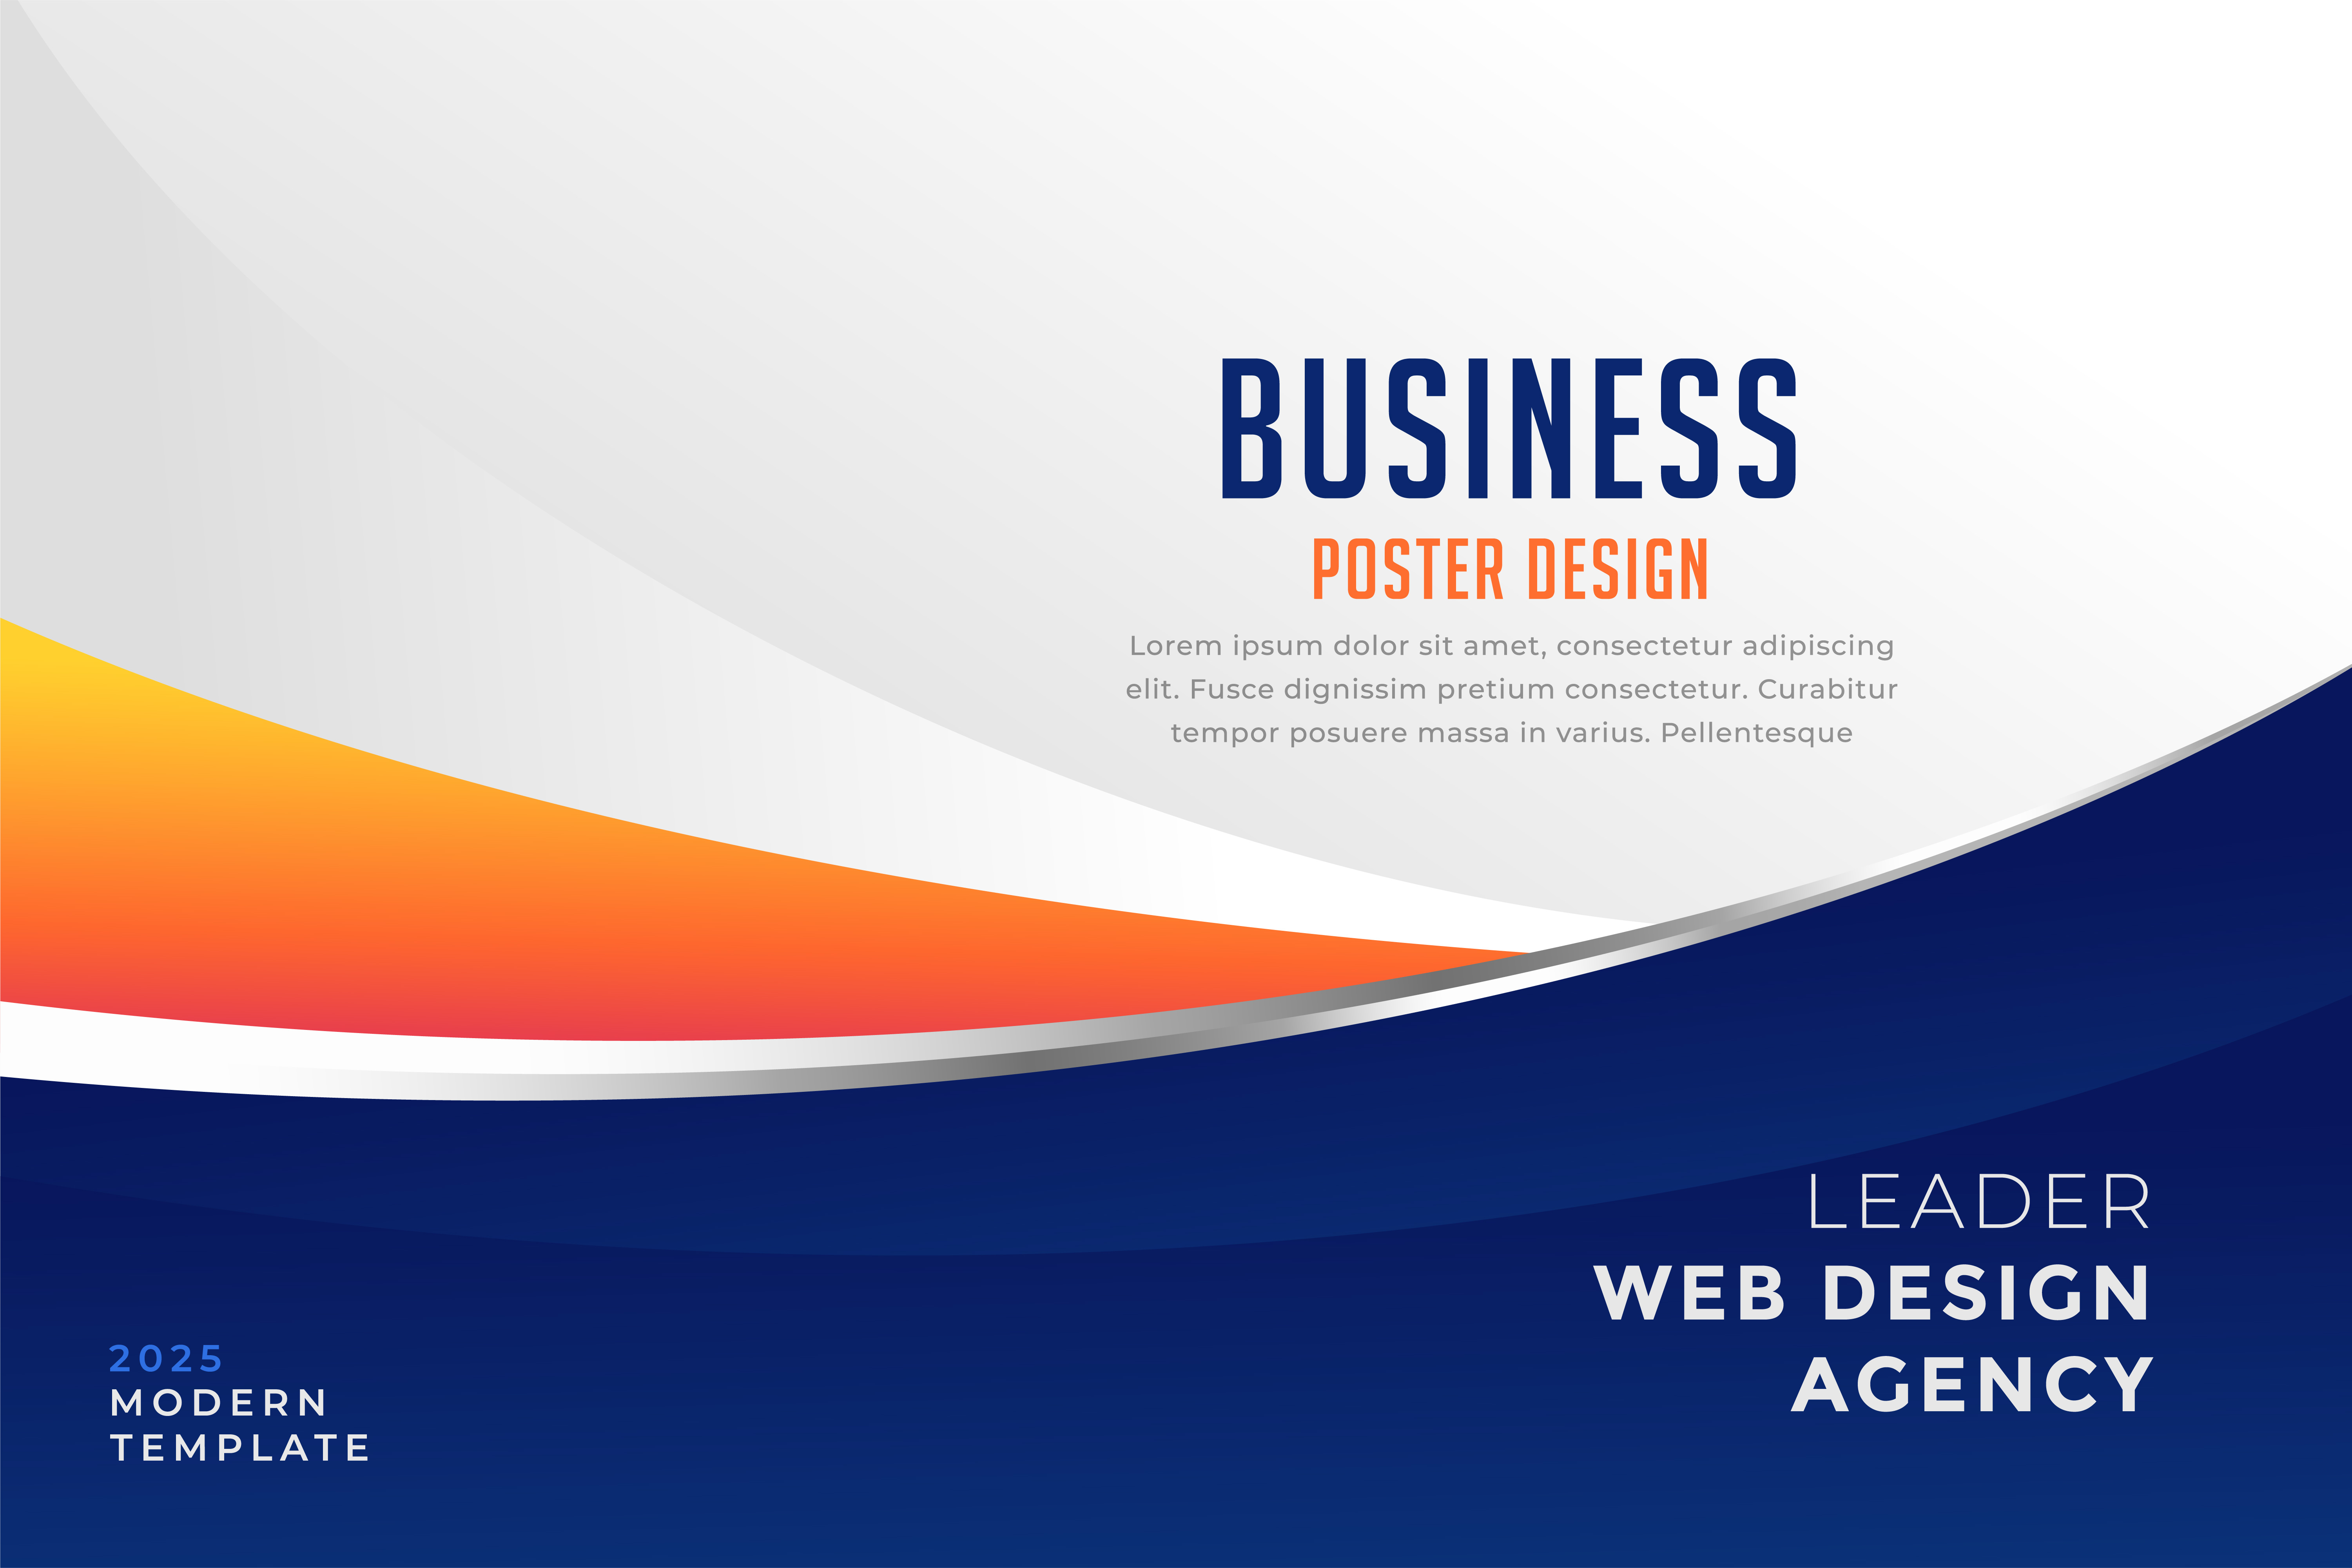 BUSINESS
POSTER DESIGN
Lorem ipsum dolor sit amet, consectetur adipiscing
elit. Fusce dignissim pretium consectetur. Curabitur
tempor posuere massa in varius. Pellentesque
LEADER
WEB DESIGN
AGENCY
2025
MODERN
TEMPLATE